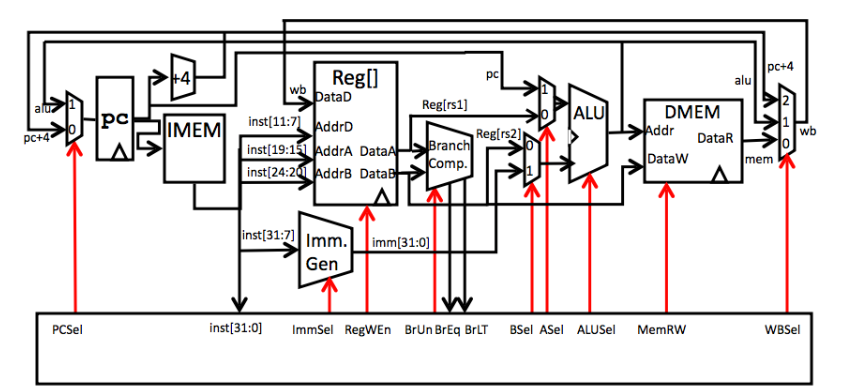 pc+4
Reg[]
pc
alu
+4
wb
DataD
Reg[rs1]
1
0
ALU
DMEM
2
1
0
alu
1
0
pc+4
pc
IMEM
inst[11:7]
AddrD
inst[19:15]
AddrA
DataA
inst[24:20]
AddrB
DataB
Branch
Comp.
Reg[rs2]
0
1
Addr
DataR
DataW
mem
wb
inst[31:7]
Imm.
Gen
imm[31:0]
PCSel
inst[31:0]
ImmSel
RegWEn
BrUn
BrEq
BrLT
BSel
ASel
ALUSel
MemRW
WBSel